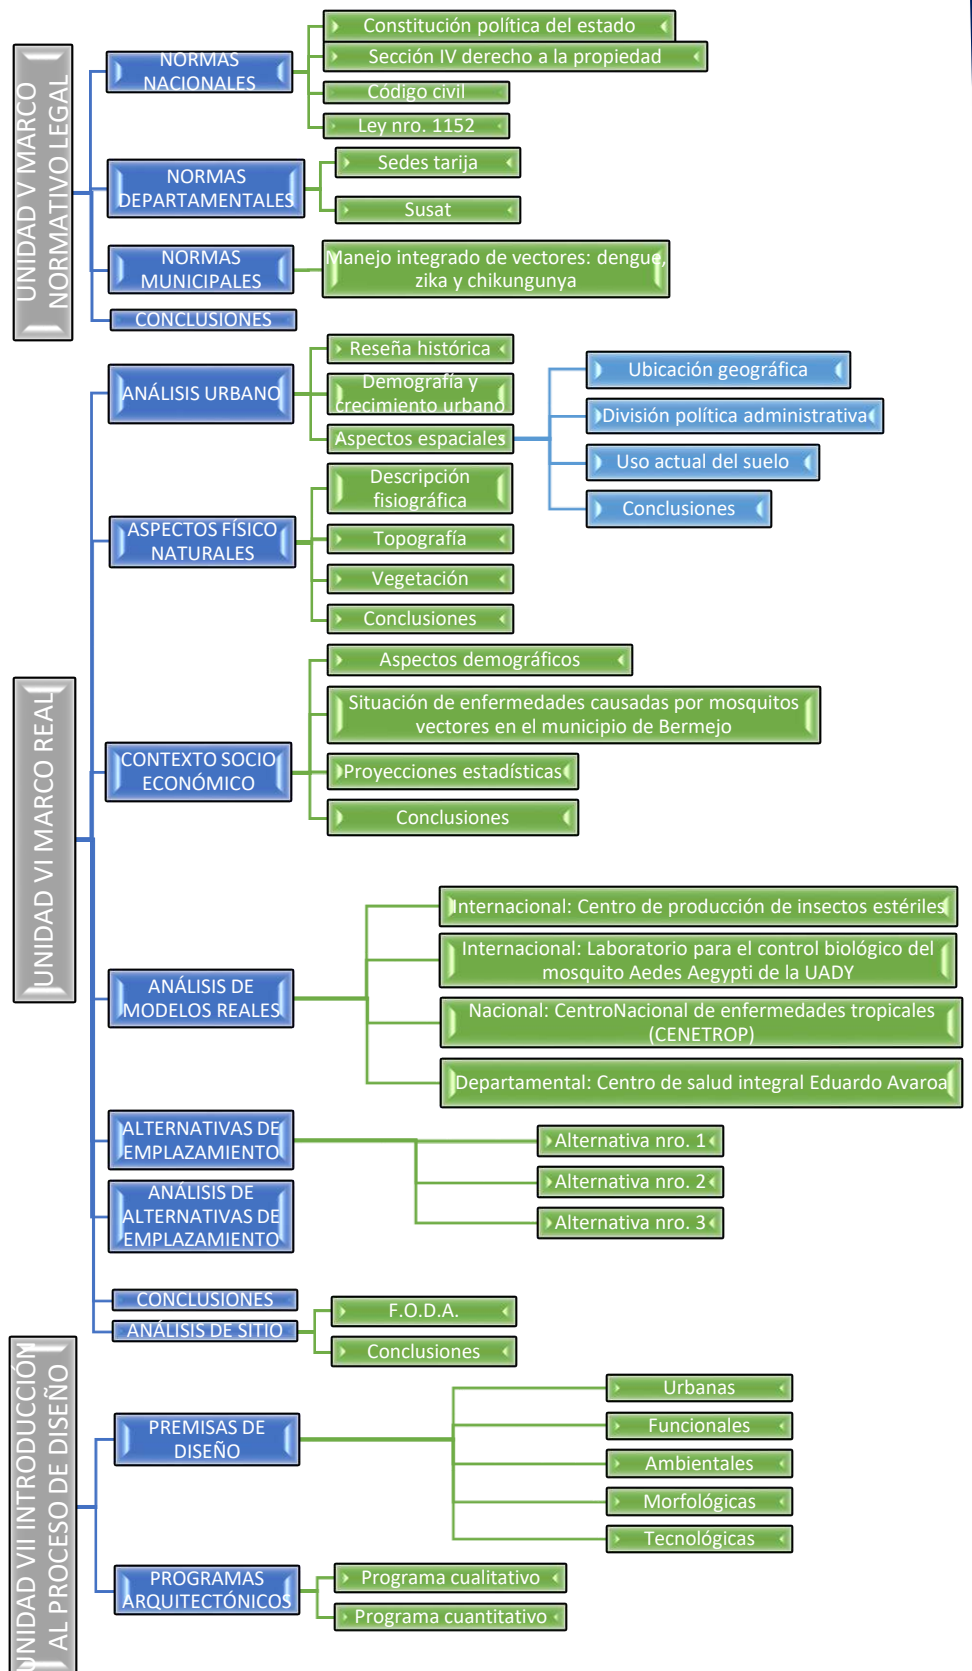 UNIDAD V MARCO
NORMATIVO LEGAL
NORMAS
NACIONALES
Constitución política del estado
Sección IV derecho a la propiedad
Código civil
Ley nro. 1152
NORMAS
DEPARTAMENTALES
Sedes tarija
Susat
NORMAS
MUNICIPALES
Manejo integrado de vectores: dengue,
zika y chikungunya
CONCLUSIONES
UNIDAD VI MARCO REAL
ANÁLISIS URBANO
Reseña histórica
Demografía y
crecimiento urbano
Aspectos espaciales
Ubicación geográfica
División política administrativa
Uso actual del suelo
Conclusiones
ASPECTOS FÍSICO
NATURALES
Descripción
fisiográfica
Topografía
Vegetación
Conclusiones
CONTEXTO SOCIO
ECONÓMICO
Aspectos demográficos
Situación de enfermedades causadas por mosquitos
vectores en el municipio de Bermejo
Proyecciones estadísticas
Conclusiones
ANÁLISIS DE
MODELOS REALES
Internacional: Centro de producción de insectos estériles
Internacional: Laboratorio para el control biológico del
mosquito Aedes Aegypti de la UADY
Nacional: CentroNacional de enfermedades tropicales
(CENETROP)
Departamental: Centro de salud integral Eduardo Avaroa
ALTERNATIVAS DE
EMPLAZAMIENTO
Alternativa nro. 1
Alternativa nro. 2
Alternativa nro. 3
ANÁLISIS DE
ALTERNATIVAS DE
EMPLAZAMIENTO
CONCLUSIONES
ANÁLISIS DE SITIO
F.O.D.A.
Conclusiones
UNIDAD VII INTRODUCCIÓN
AL PROCESO DE DISEÑO
PREMISAS DE
DISEÑO
Urbanas
Funcionales
Ambientales
Morfológicas
Tecnológicas
PROGRAMAS
ARQUITECTÓNICOS
Programa cualitativo
Programa cuantitativo